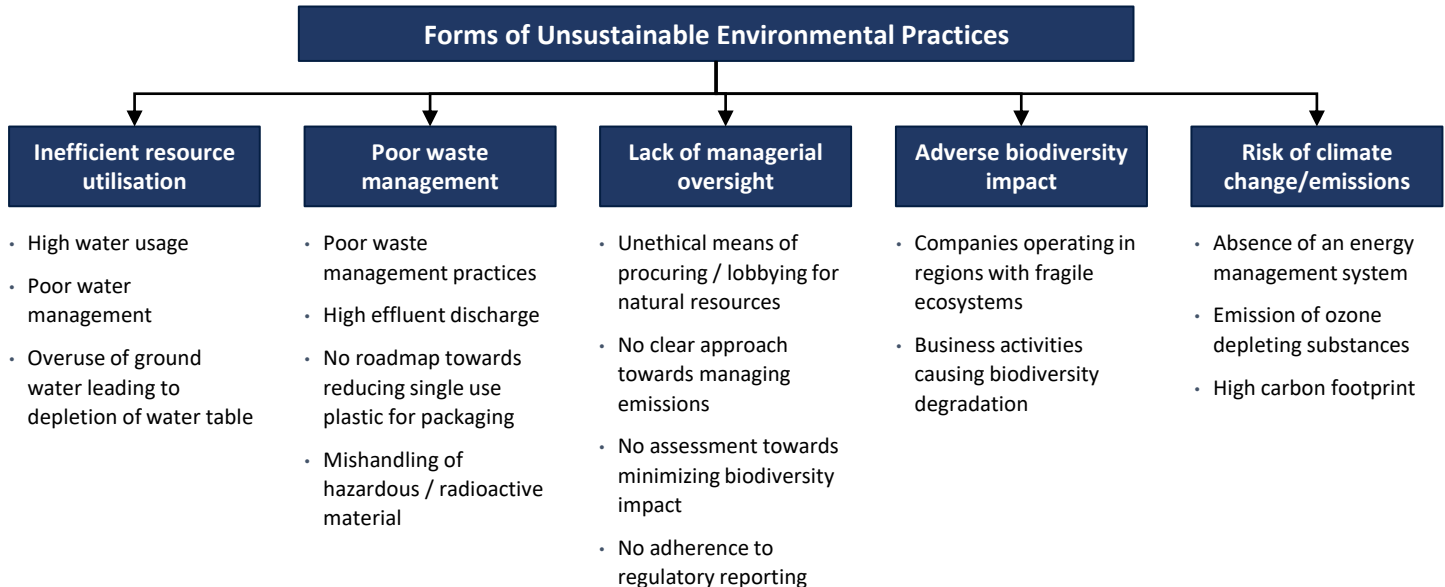 Forms of Unsustainable Environmental Practices
Inefficient resource
utilisation
• High water usage
• Poor water
management
• Overuse of ground
water leading to
depletion of water table
Poor waste
management
• Poor waste
management practices
• High effluent discharge
• No roadmap towards
reducing single use
plastic for packaging
• Mishandling of
hazardous / radioactive
material
Lack of managerial
oversight
• Unethical means of
procuring / lobbying for
natural resources
• No clear approach
towards managing
emissions
• No assessment towards
minimizing biodiversity
impact
• No adherence to
regulatory reporting
Adverse biodiversity
impact
• Companies operating in
regions with fragile
ecosystems
• Business activities
causing biodiversity
degradation
Risk of climate
change/emissions
• Absence of an energy
management system
• Emission of ozone
depleting substances
• High carbon footprint